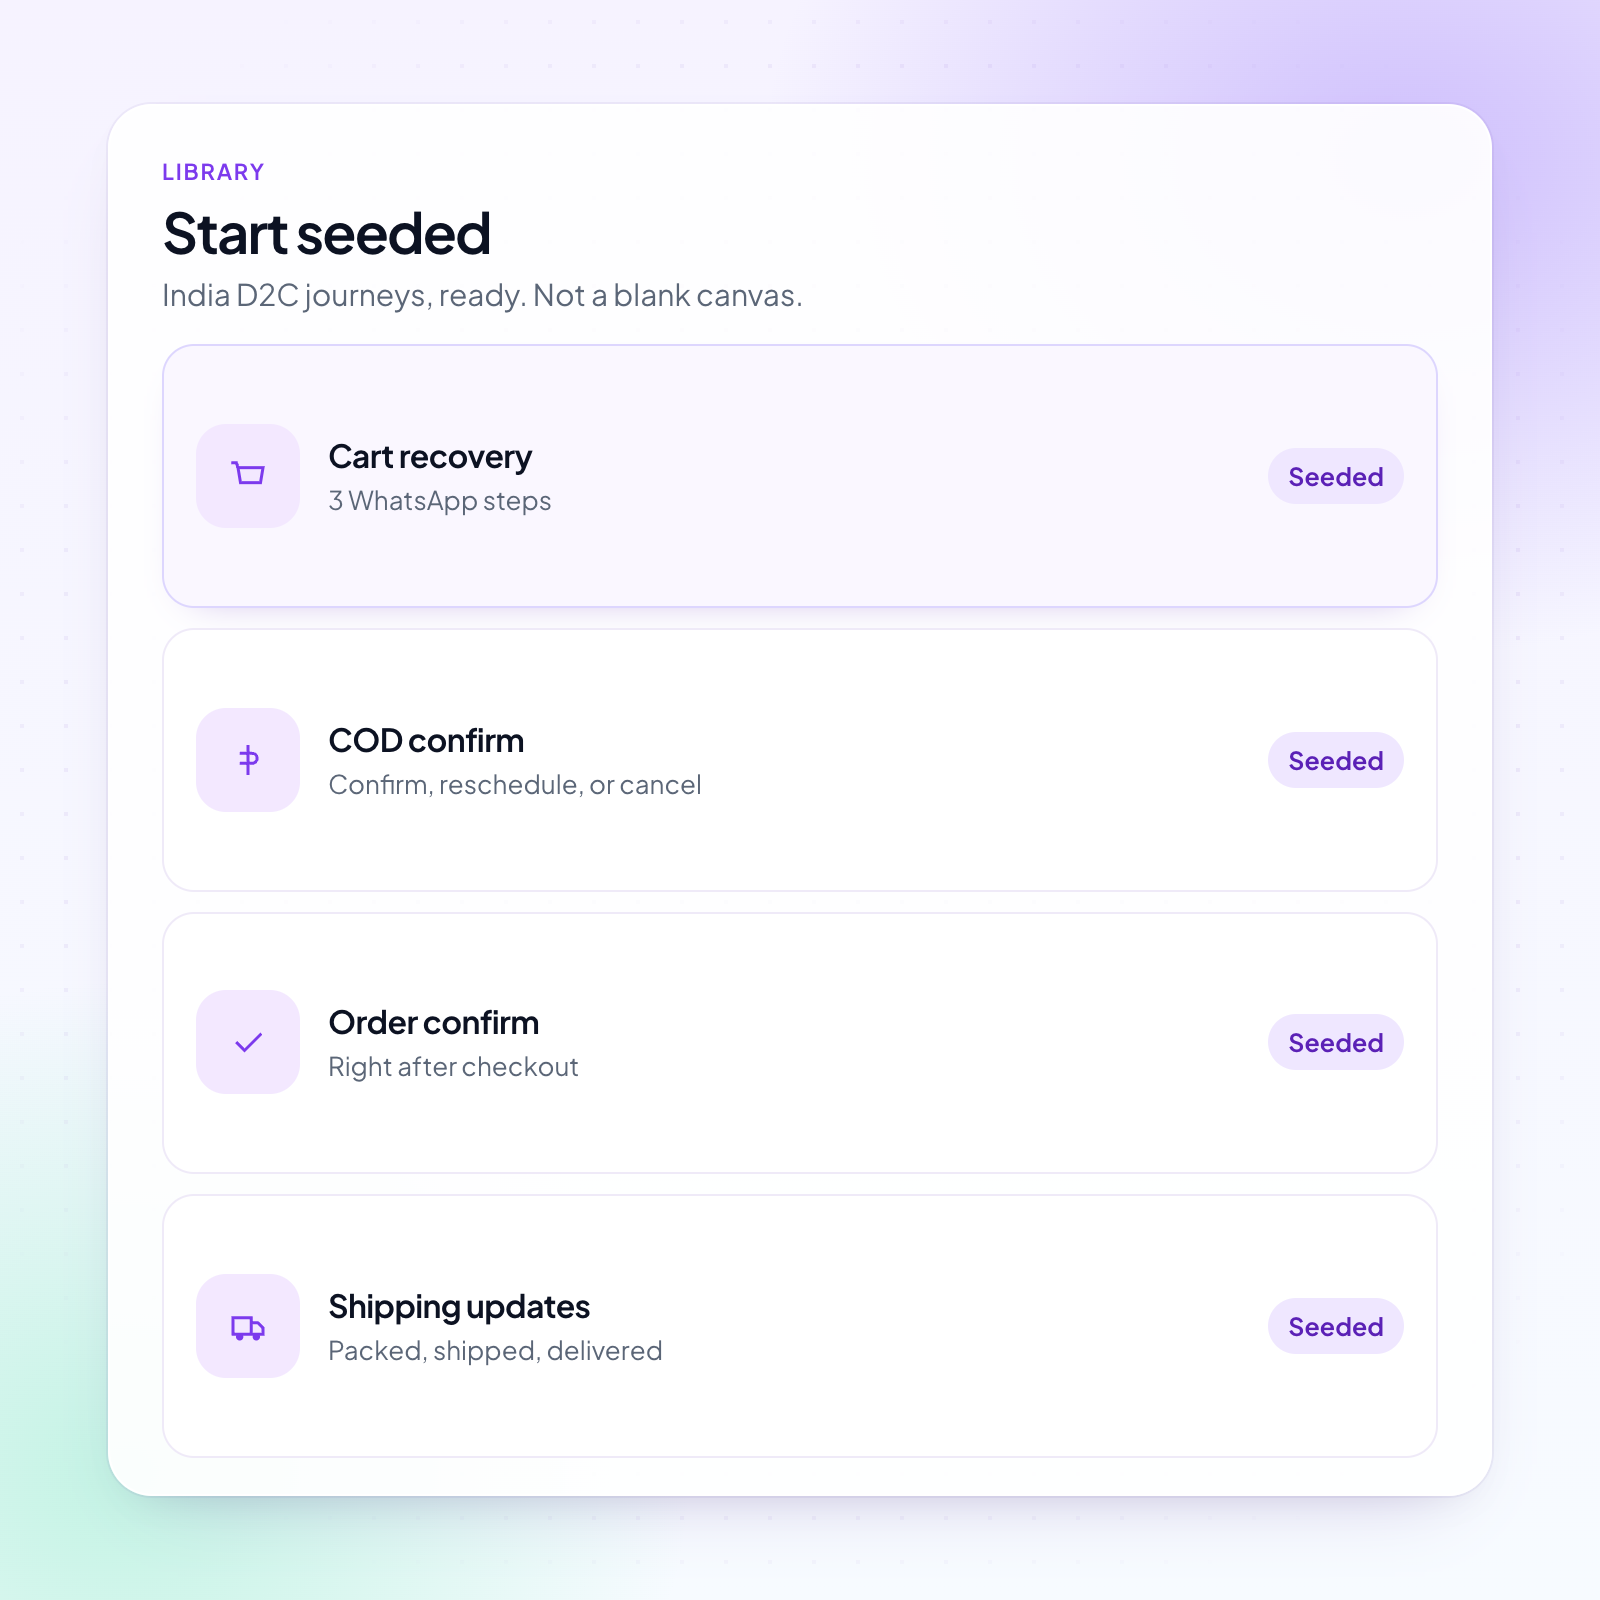 LIBRARY
Start seeded
India D2C journeys, ready. Not a blank canvas.
Cart recovery
3 WhatsApp steps
Seeded
COD confirm
Confirm, reschedule, or cancel
Seeded
Order confirm
Right after checkout
Seeded
Shipping updates
Packed, shipped, delivered
Seeded